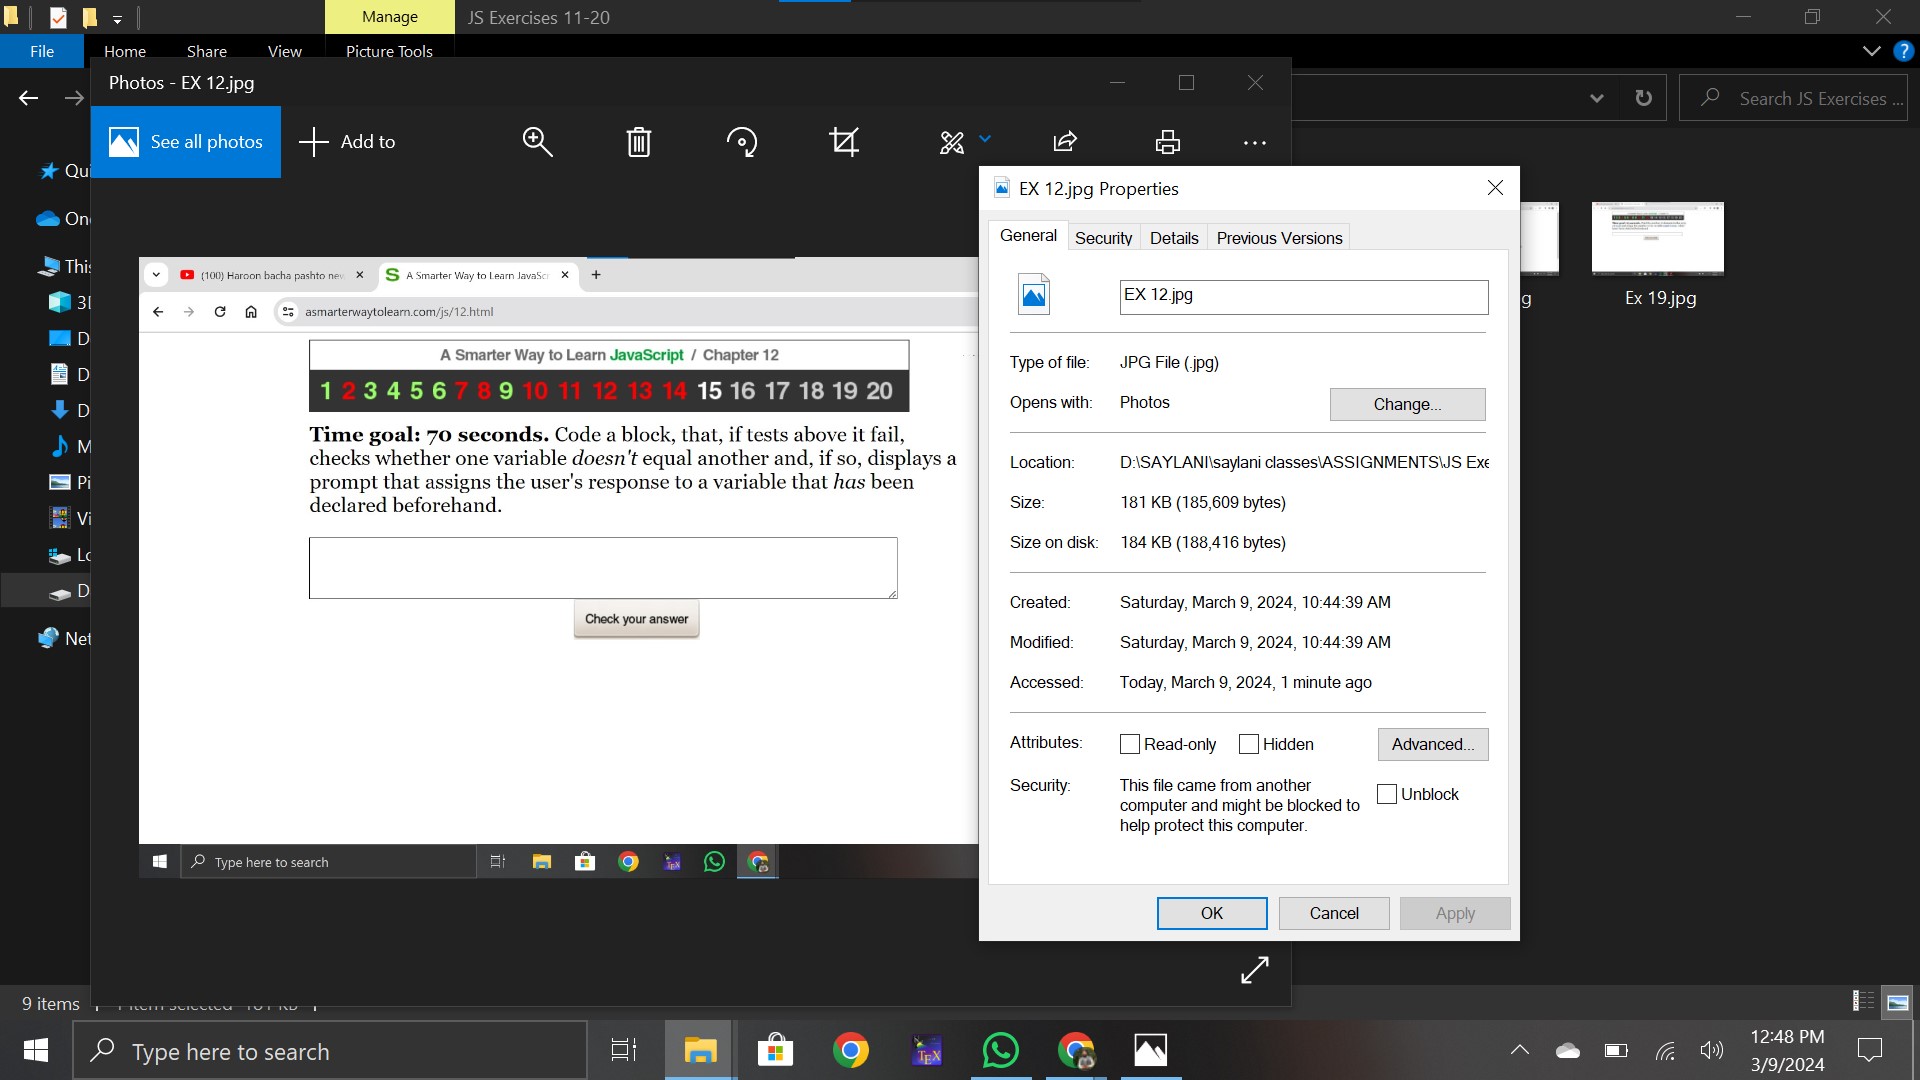 Manage
JS Exercises 11-20
File
Home
Share
View
Picture Tools
Photos - EX 12.jpg
Search JS Exercises ...
See all photos
Add to
EX 12.jpg Properties
General
Security
Details
Previous Versions
EX 12.jpg
Type of file:
JPG File (.jpg)
Opens with:
Photos
Change...
Location:
D:\SAYLANI\saylani classes\ASSIGNMENTS\JS Exe
Size:
181 KB (185,609 bytes)
Size on disk:
184 KB (188,416 bytes)
Created:
Saturday, March 9, 2024, 10:44:39 AM
Modified:
Saturday, March 9, 2024, 10:44:39 AM
Accessed:
Today, March 9, 2024, 1 minute ago
Attributes:
Read-only
Hidden
Advanced...
Security:
This file came from another
computer and might be blocked to
help protect this computer.
Unblock
OK
Cancel
Apply
Qui
One
This
3D
D
D
D
M
Pi
Vi
Lo
D
Net
(100) Haroon bacha pashto new
A Smarter Way to Learn JavaScr
asmarterwaytolearn.com/js/12.html
A Smarter Way to Learn JavaScript / Chapter 12
1 2 3 4 5 6 7 8 9 10 11 12 13 14 15 16 17 18 19 20
Time goal: 70 seconds. Code a block, that, if tests above it fail,
checks whether one variable doesn't equal another and, if so, displays a
prompt that assigns the user's response to a variable that has been
declared beforehand.
Check your answer
Type here to search
TEX
g
Ex 19.jpg
9 items
1 item selected 181 KB
Type here to search
TEX
12:48 PM
3/9/2024